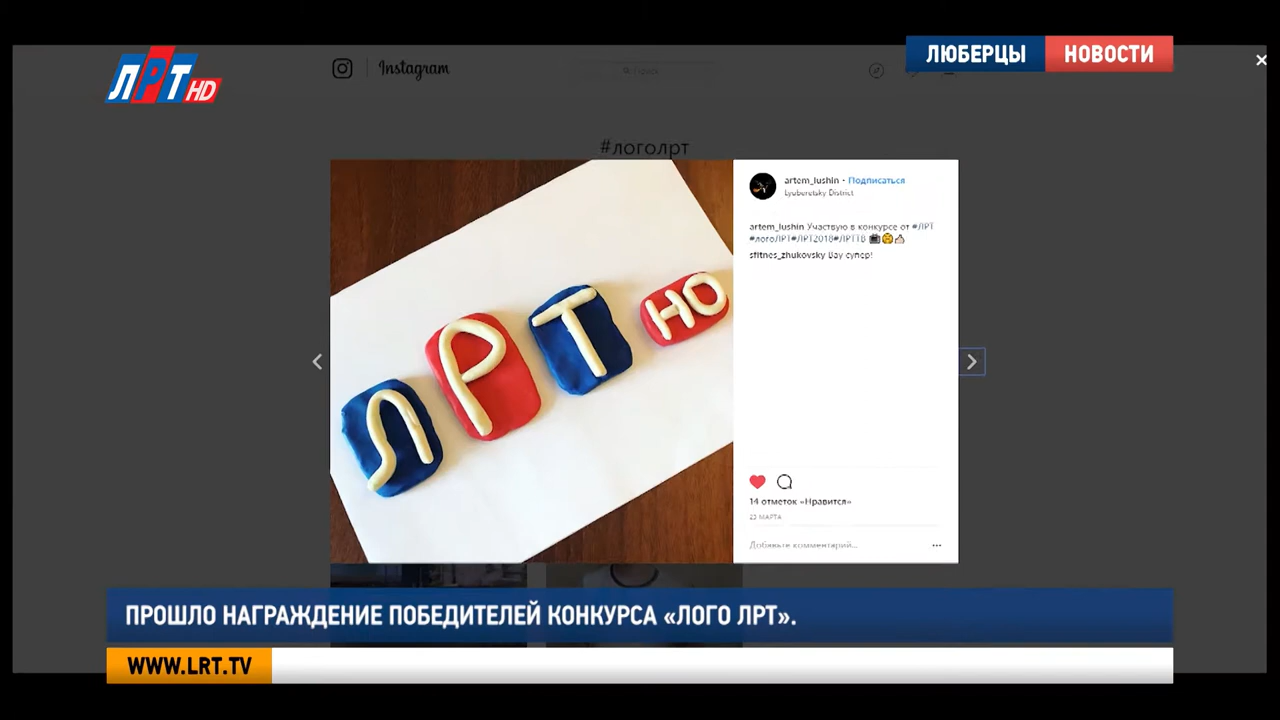 ЛРТ HD
ЛЮБЕРЦЫ НОВОСТИ
Instagram
#логолрт
ЛРТ HD
artem_lushin • Подписаться
Lyuberetsky District
artem_lushin Участвую в конкурсе от #ЛРТ
#логоЛРТ#ЛРТ2018#ЛРТТВ
sfitnes_zhukovsky Вау супер!
14 отметок «Нравится»
23 МАРТА
Добавьте комментарий...
ПРОШЛО НАГРАЖДЕНИЕ ПОБЕДИТЕЛЕЙ КОНКУРСА «ЛОГО ЛРТ».
WWW.LRT.TV